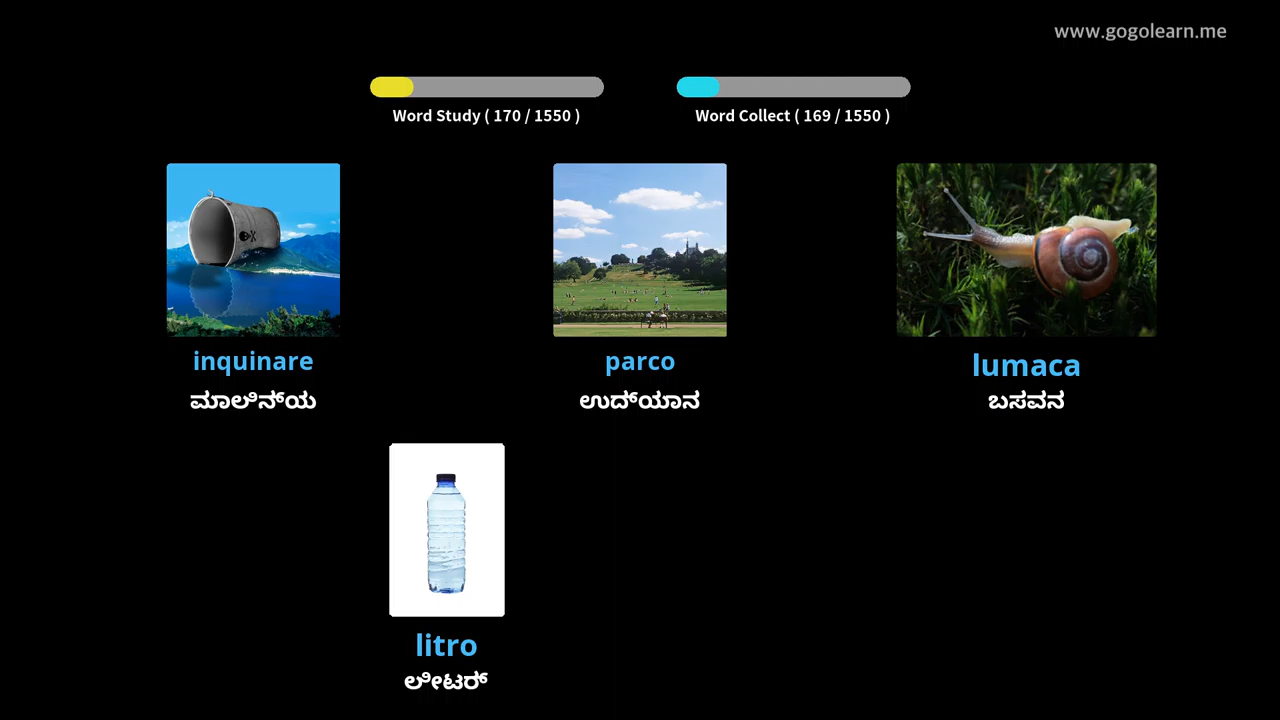 www.gogolearn.me
Word Study ( 170 / 1550 )
Word Collect ( 169 / 1550 )
inquinare
ಮಾಲಿನ್ಯ
parco
ಉದ್ಯಾನ
lumaca
ಬಸವನ
litro
ಲೀಟರ್